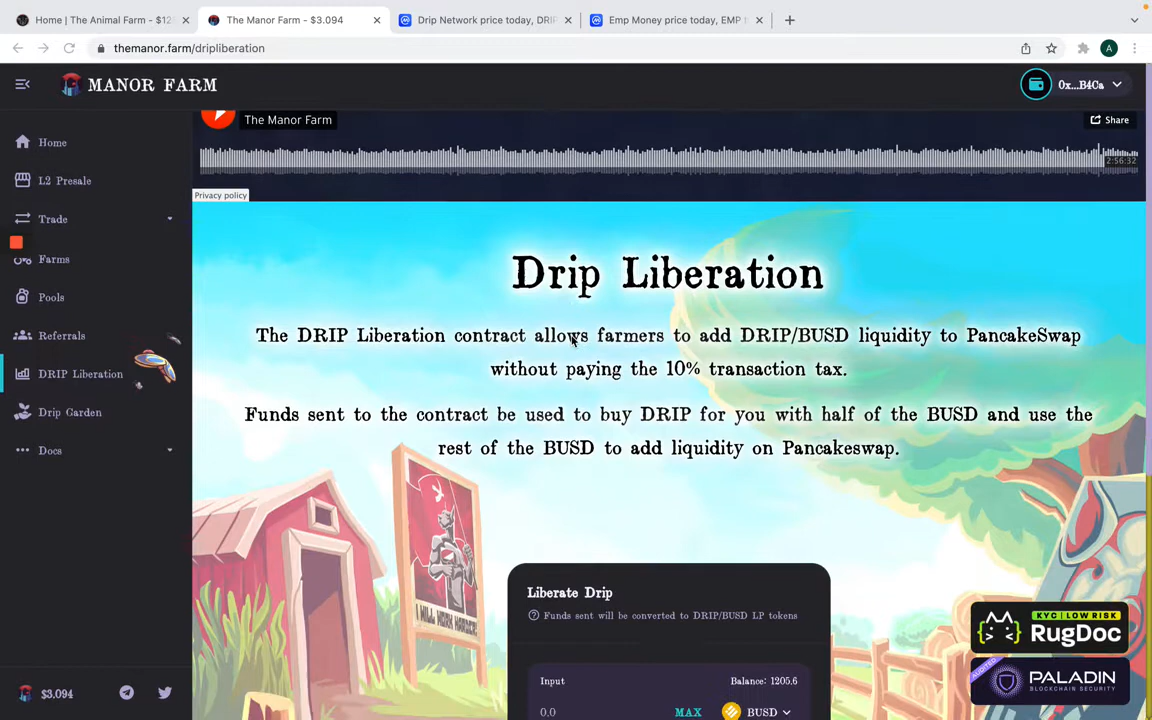 Home | The Animal Farm - $12
The Manor Farm - $3.094
Drip Network price today, DRIP
Emp Money price today, EMP t
themanor.farm/dripliberation
A
MANOR FARM
0x...B4Ca
The Manor Farm
Share
2:56:32
Privacy policy
Home
L2 Presale
Trade
Farms
Pools
Referrals
DRIP Liberation
Drip Garden
Docs
Drip Liberation
The DRIP Liberation contract allows farmers to add DRIP/BUSD liquidity to PancakeSwap
without paying the 10% transaction tax.
Funds sent to the contract be used to buy DRIP for you with half of the BUSD and use the
rest of the BUSD to add liquidity on Pancakeswap.
I WILL WORK HARDER!
Liberate Drip
Funds sent will be converted to DRIP/BUSD LP tokens
Input
Balance: 1205.6
0.0
MAX
BUSD
KYC | LOW RISK
RugDoc
AUDITED
PALADIN
BLOCKCHAIN SECURITY
$3.094